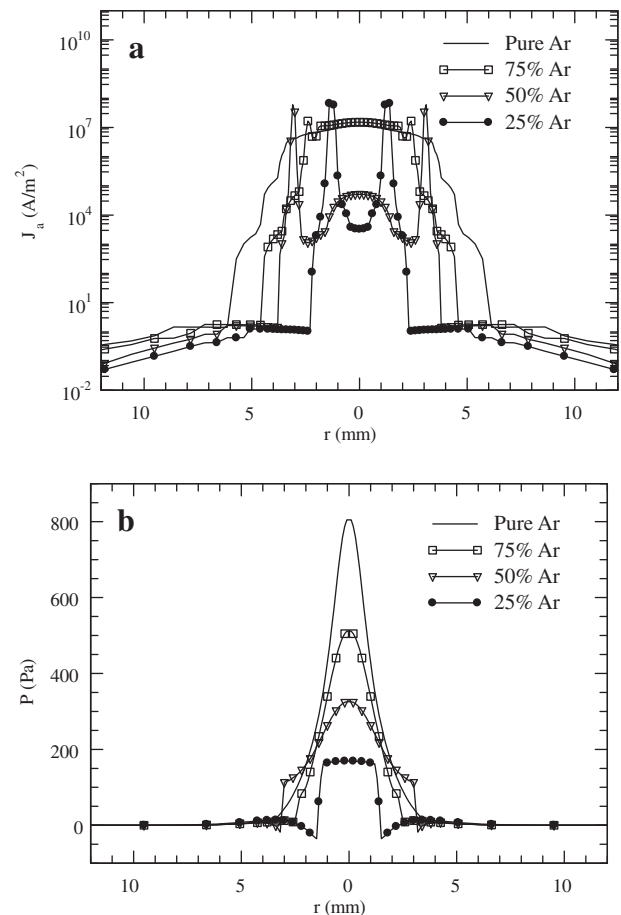 a
Pure Ar
75% Ar
50% Ar
25% Ar
10^10
10^7
10^4
10^1
10^-2
J_a (A/m^2)
10 5 0 5 10
r (mm)
b
Pure Ar
75% Ar
50% Ar
25% Ar
800
600
400
200
0
P (Pa)
10 5 0 5 10
r (mm)